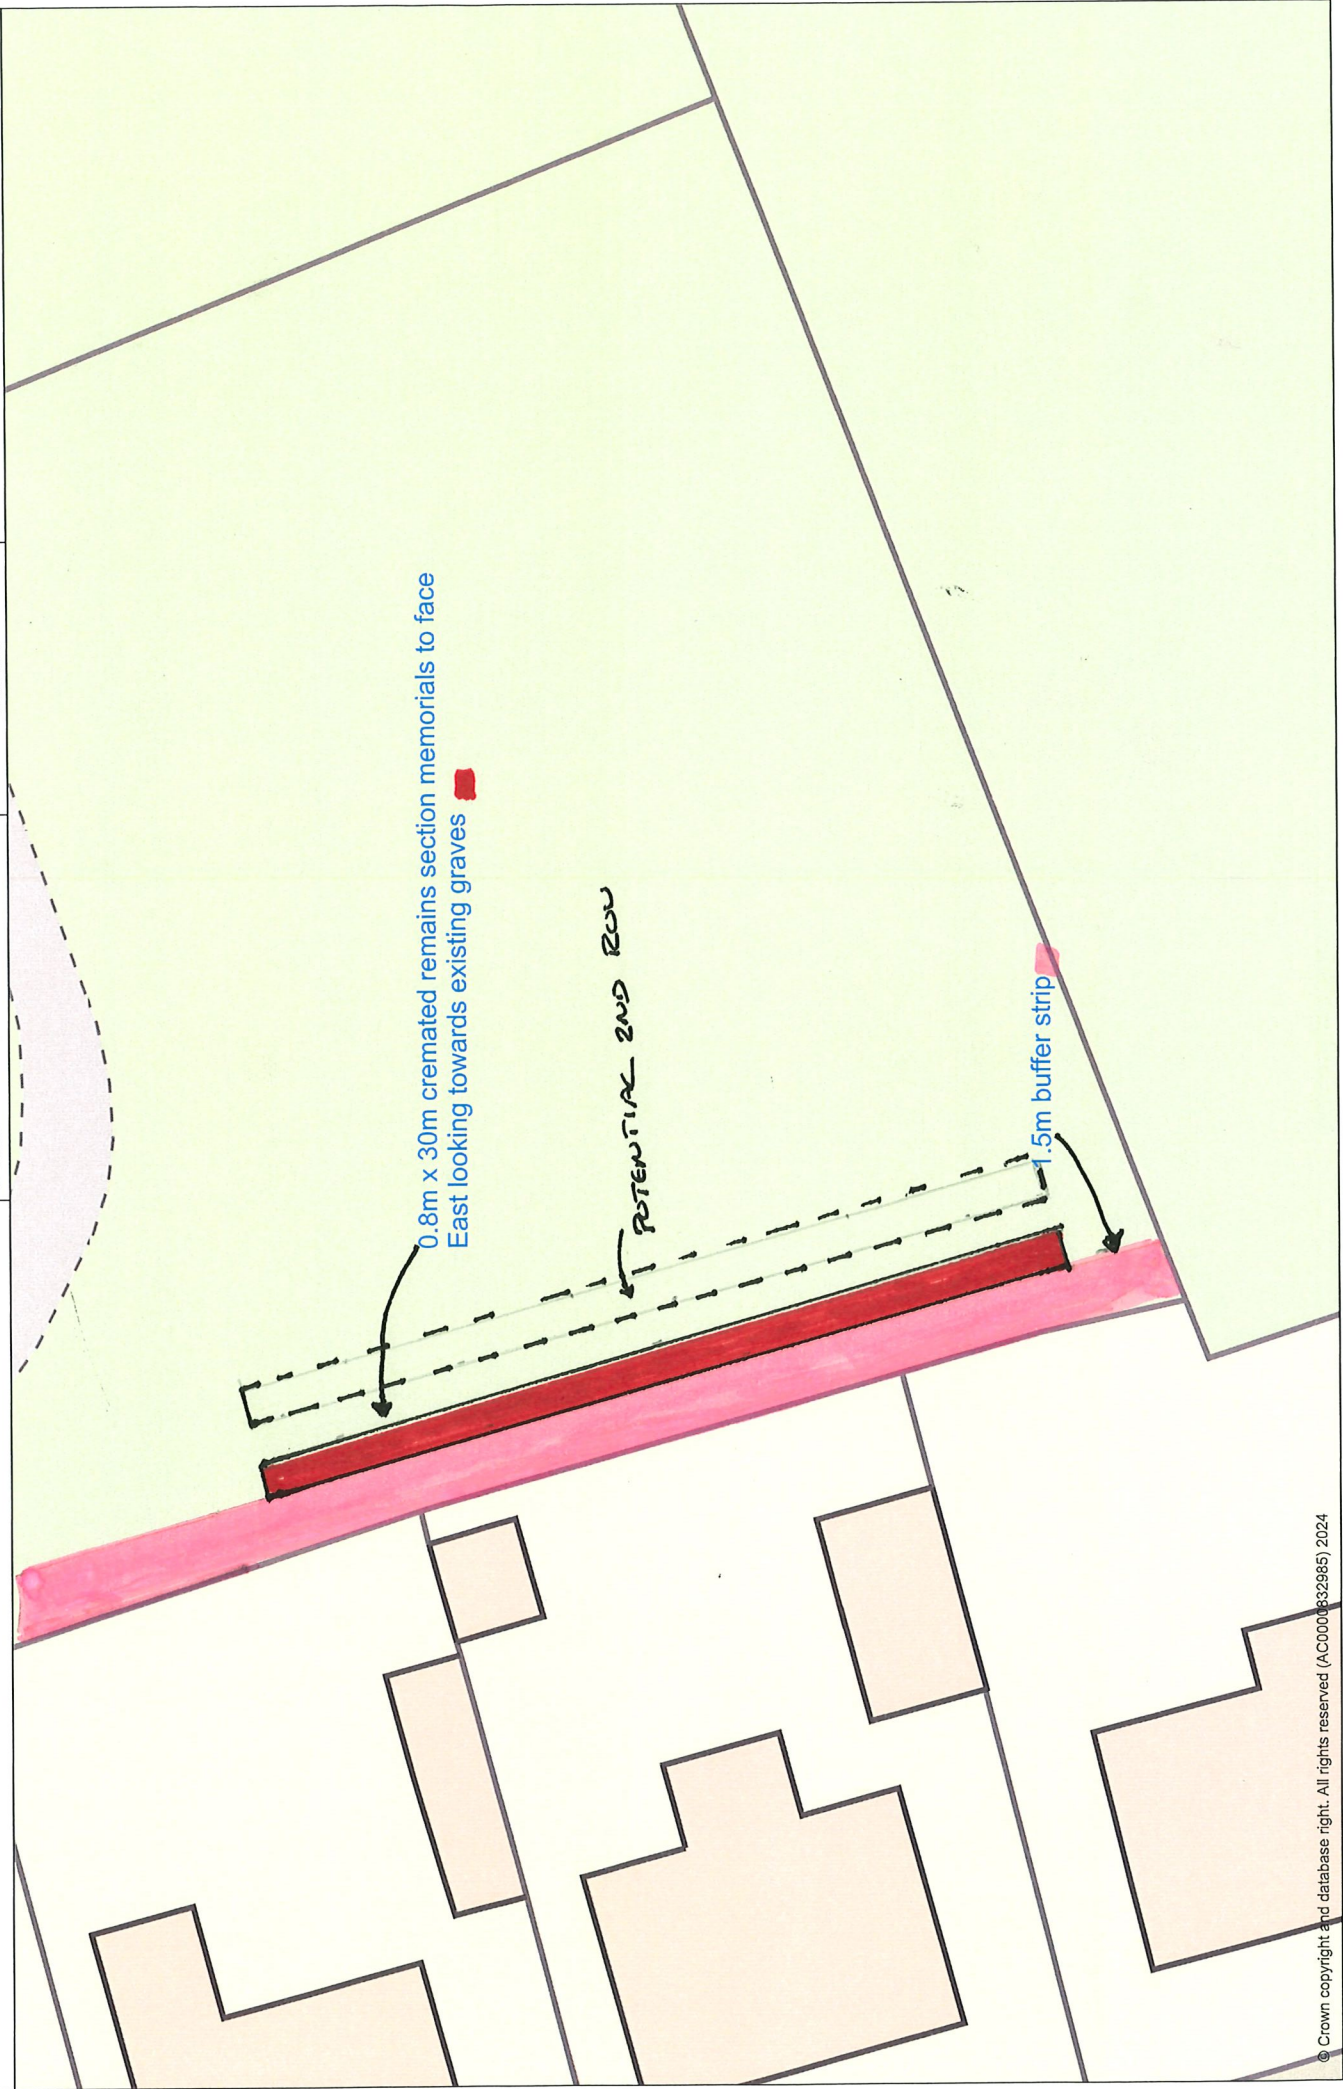 0.8m x 30m cremated remains section memorials to face
East looking towards existing graves
POTENTIAL 2ND ROW
1.5m buffer strip
© Crown copyright and database right. All rights reserved (AC0000832985) 2024